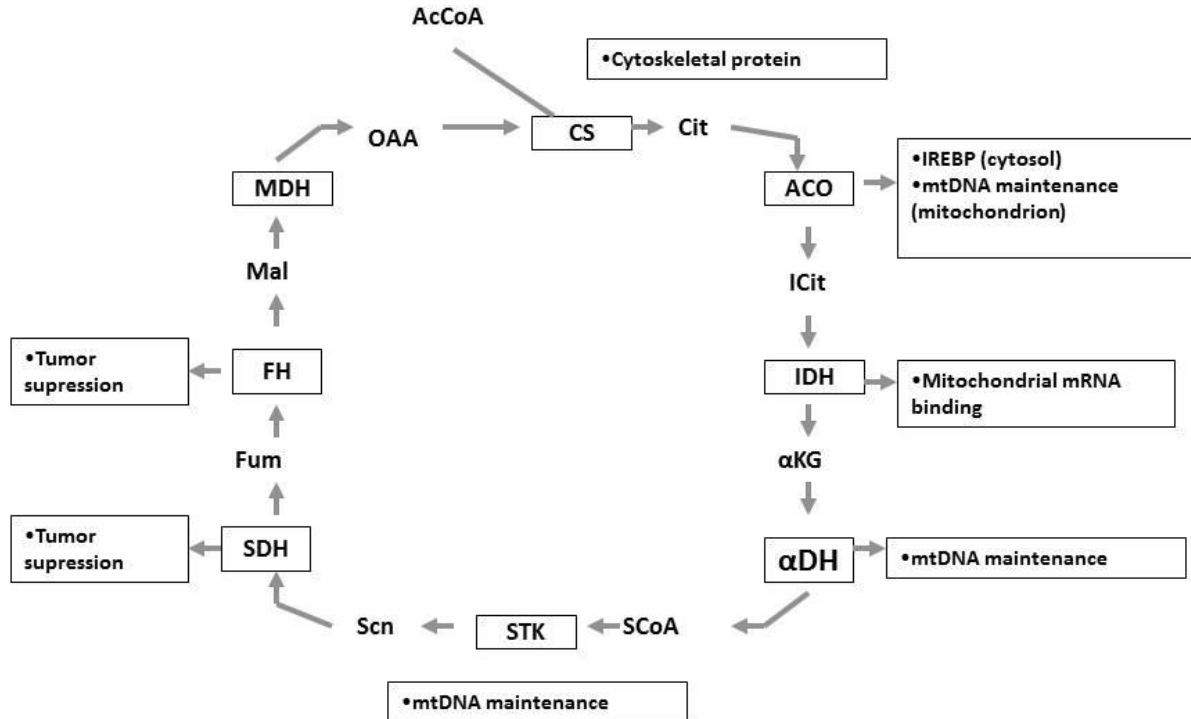 AcCoA
•Cytoskeletal protein
OAA
CS
Cit
MDH
ACO
•IREBP (cytosol)
•mtDNA maintenance
(mitochondrion)
Mal
ICit
•Tumor
supression
FH
IDH
•Mitochondrial mRNA
binding
Fum
αKG
•Tumor
supression
SDH
αDH
•mtDNA maintenance
Scn
STK
SCoA
•mtDNA maintenance